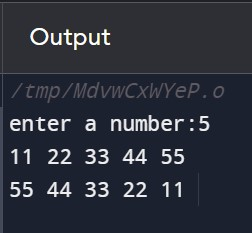 Output
/tmp/MdvwCxWYeP.o
enter a number:5
11 22 33 44 55
55 44 33 22 11